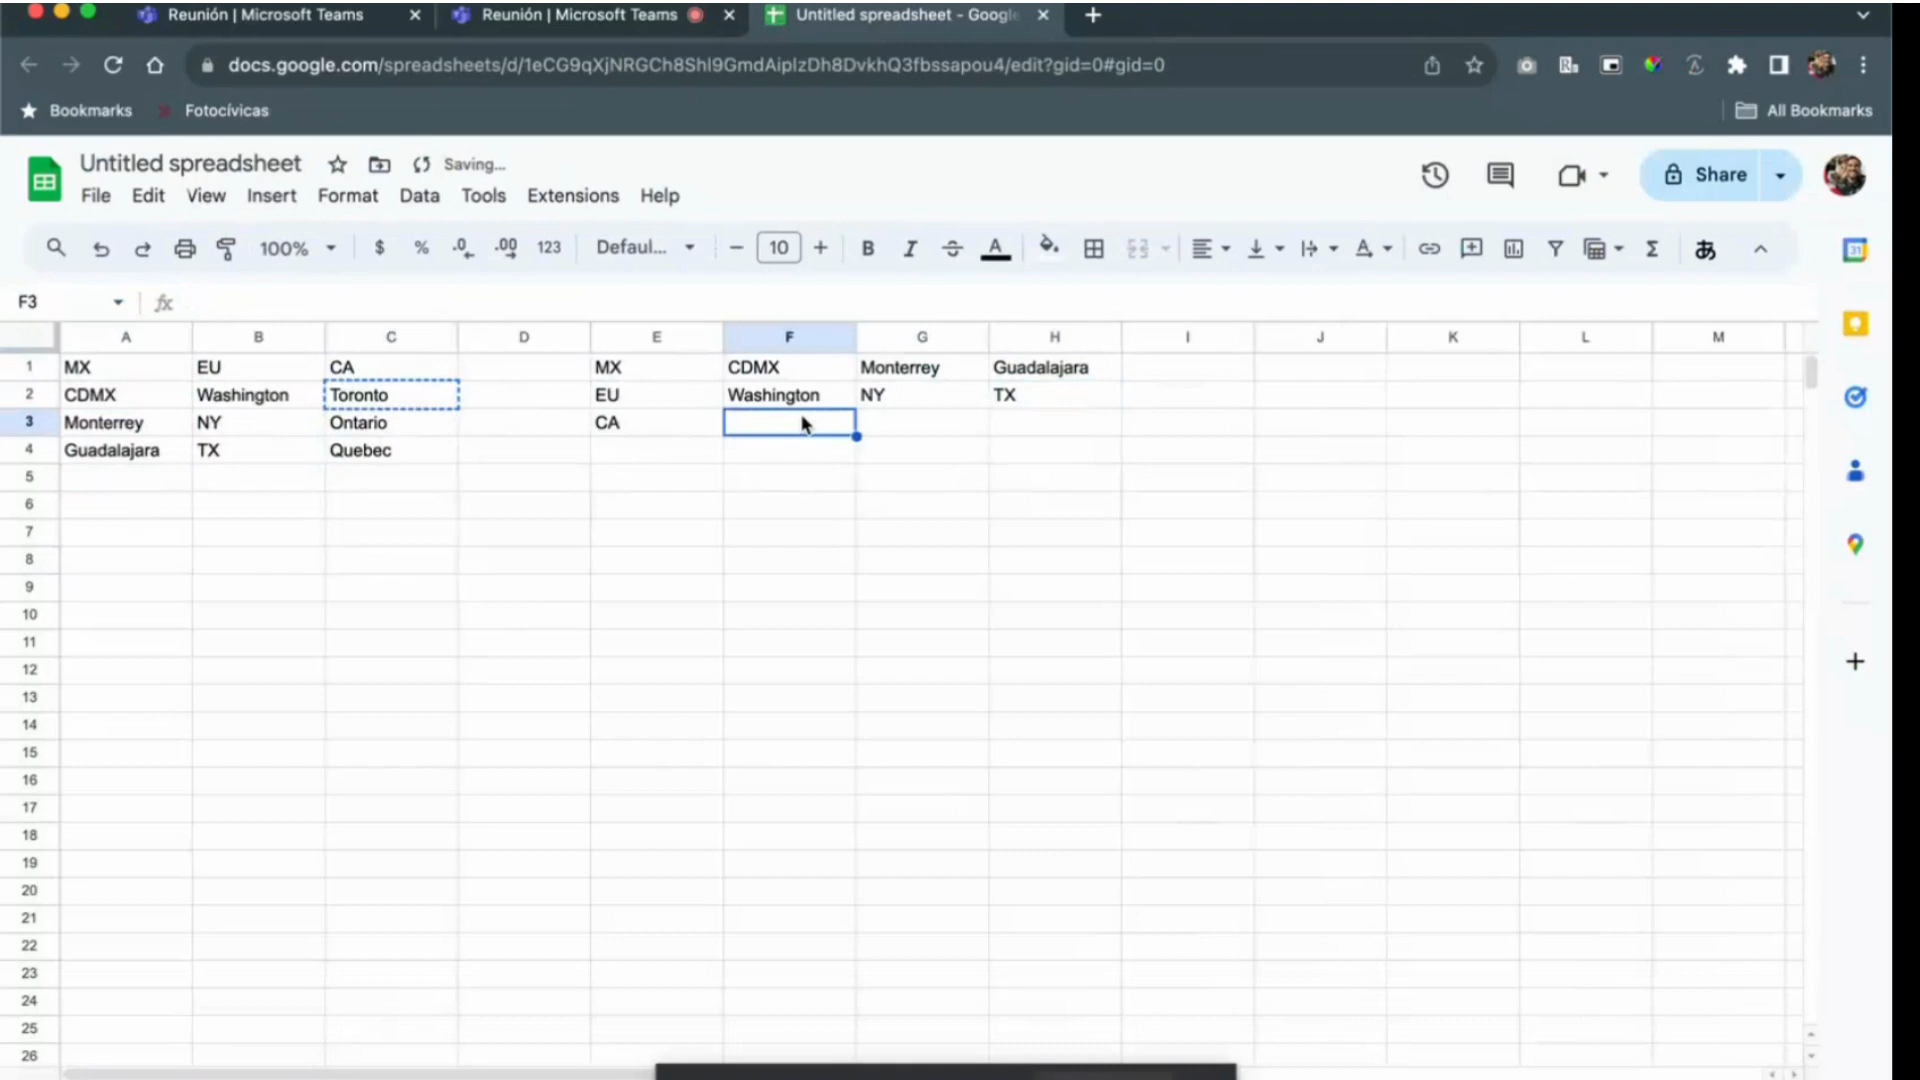 Reunión | Microsoft Teams
Reunión | Microsoft Teams
Untitled spreadsheet - Google
docs.google.com/spreadsheets/d/1eCG9qXjNRGCh8Shl9GmdAiplzDh8DvkhQ3fbssapou4/edit?gid=0#gid=0
Bookmarks Fotocívicas All Bookmarks
Untitled spreadsheet Saving...
Share
File Edit View Insert Format Data Tools Extensions Help
100% $ % .0 .00 123 Defaul... − 10 + B I S A あ
31
F3 fx
A B C D E F G H I J K L M
1 MX EU CA MX CDMX Monterrey Guadalajara
2 CDMX Washington Toronto EU Washington NY TX
3 Monterrey NY Ontario CA
4 Guadalajara TX Quebec
5
6
7
8
9
10
11
12
13
14
15
16
17
18
19
20
21
22
23
24
25
26